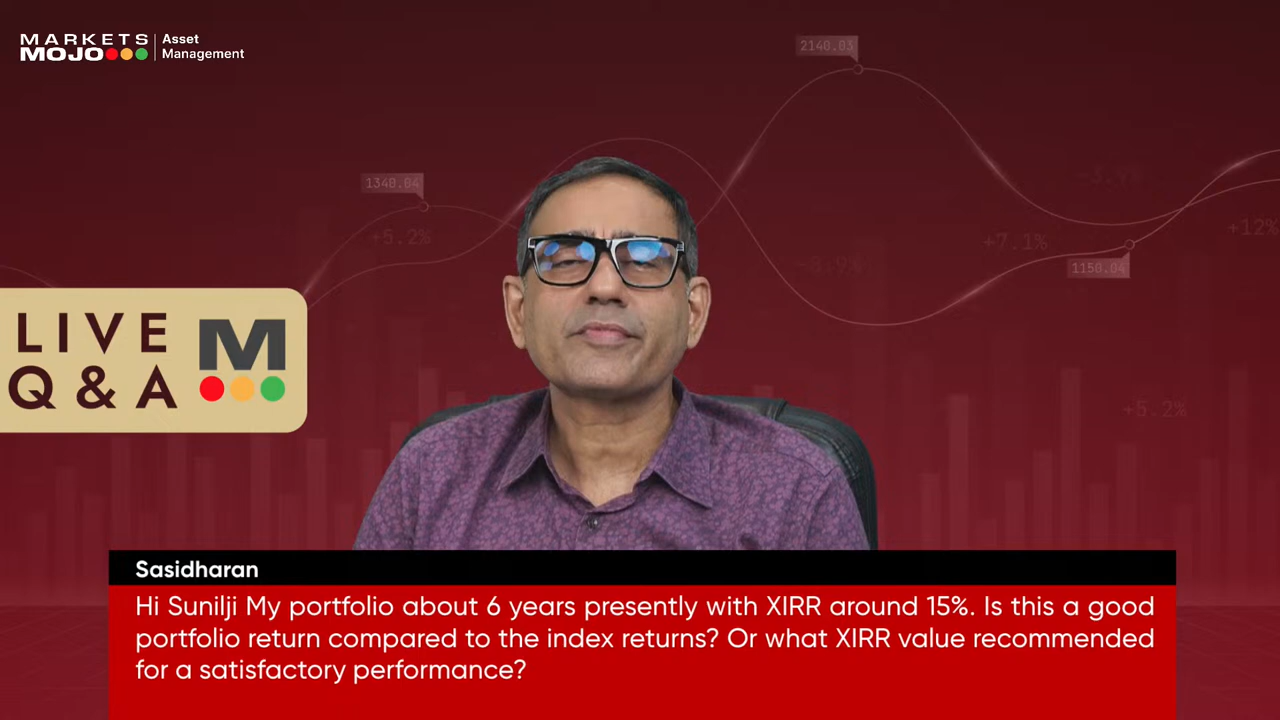 MARKETS
MOJO
Asset
Management
2140.03
1340.04
+5.2%
+7.1%
+12%
1150.04
LIVE
Q & A
M
+5.2%
Sasidharan
Hi Sunilji My portfolio about 6 years presently with XIRR around 15%. Is this a good
portfolio return compared to the index returns? Or what XIRR value recommended
for a satisfactory performance?